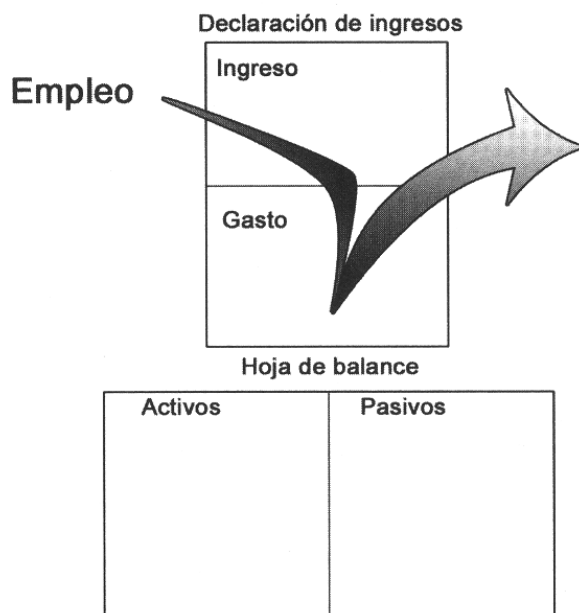 Declaración de ingresos
Ingreso
Empleo
Gasto
Hoja de balance
Activos
Pasivos